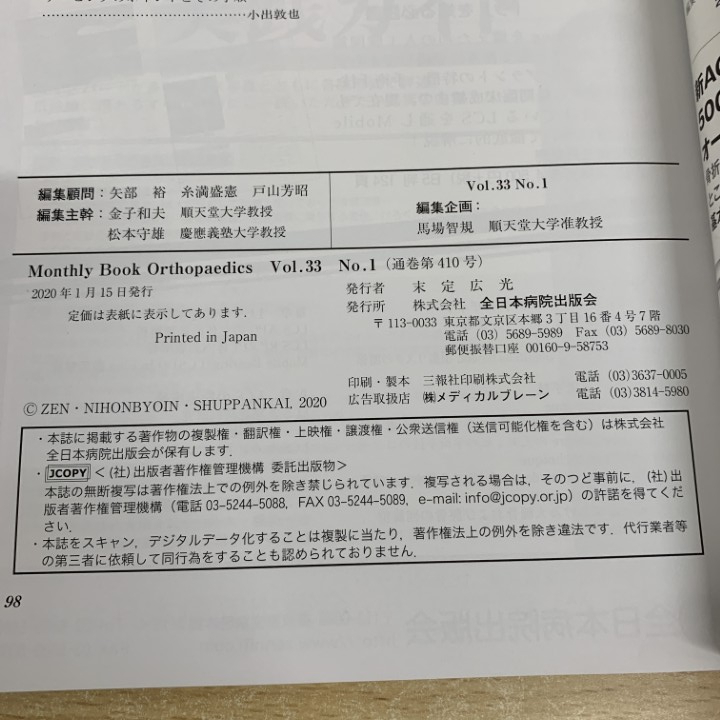 小出敦也
編集顧問：矢部　裕　糸満盛憲　戸山芳昭
編集主幹：金子和夫　順天堂大学教授
松本守雄　慶應義塾大学教授
Vol.33 No.1
編集企画：
馬場智規　順天堂大学准教授
Monthly Book Orthopaedics　Vol.33　No.1（通巻第 410 号）
2020 年 1 月 15 日発行
定価は表紙に表示してあります．
Printed in Japan
発行者　末　定　広　光
発行所　株式会社　全日本病院出版会
〒113-0033 東京都文京区本郷 3 丁目 16 番 4 号 7 階
電話 (03) 5689-5989　Fax (03) 5689-8030
郵便振替口座 00160-9-58753
印刷・製本　三報社印刷株式会社　電話 (03)3637-0005
広告取扱店　㈱メディカルブレーン　電話 (03)3814-5980
Ⓒ ZEN・NIHONBYOIN・SHUPPANKAI, 2020
・本誌に掲載する著作物の複製権・翻訳権・上映権・譲渡権・公衆送信権（送信可能化権を含む）は株式会社
全日本病院出版会が保有します．
・JCOPY＜(社)出版者著作権管理機構 委託出版物＞
本誌の無断複写は著作権法上での例外を除き禁じられています．複写される場合は，そのつど事前に，(社)出
版者著作権管理機構（電話 03-5244-5088，FAX 03-5244-5089，e-mail: info@jcopy.or.jp）の許諾を得てくだ
さい．
・本誌をスキャン，デジタルデータ化することは複製に当たり，著作権法上の例外を除き違法です．代行業者等
の第三者に依頼して同行為をすることも認められておりません．
98